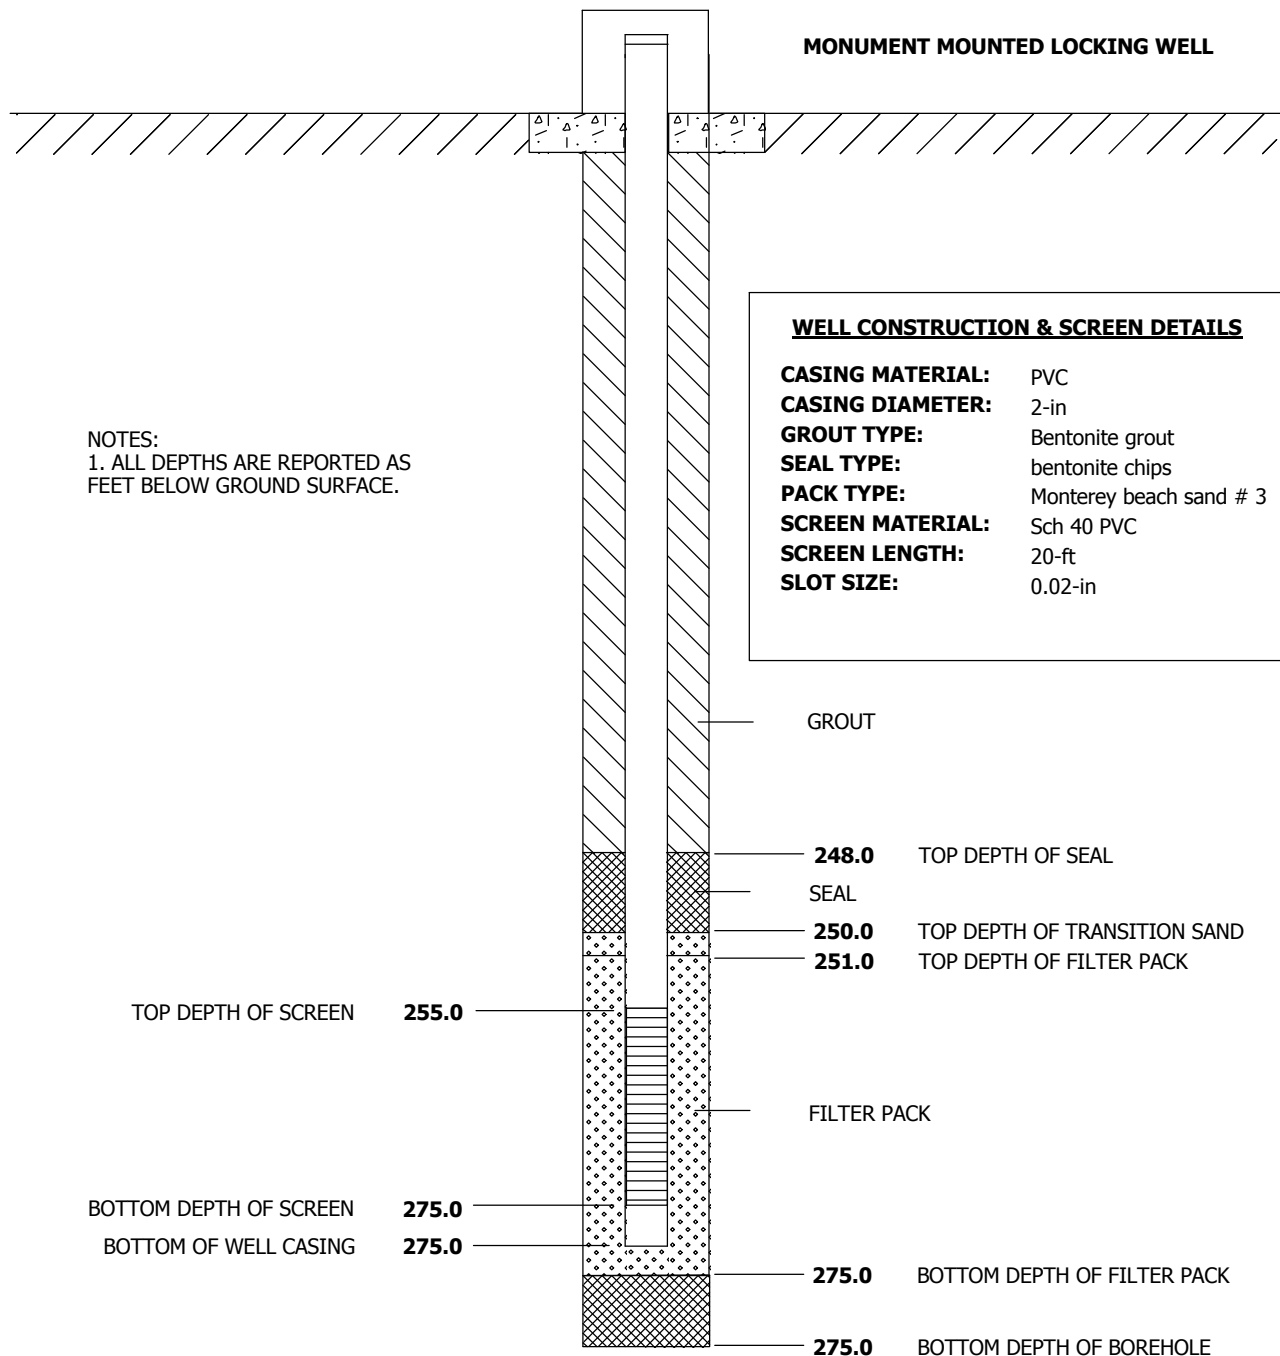 MONUMENT MOUNTED LOCKING WELL
WELL CONSTRUCTION & SCREEN DETAILS
CASING MATERIAL: PVC
CASING DIAMETER: 2-in
GROUT TYPE: Bentonite grout
SEAL TYPE: bentonite chips
PACK TYPE: Monterey beach sand # 3
SCREEN MATERIAL: Sch 40 PVC
SCREEN LENGTH: 20-ft
SLOT SIZE: 0.02-in
NOTES:
1. ALL DEPTHS ARE REPORTED AS
FEET BELOW GROUND SURFACE.
GROUT
248.0 TOP DEPTH OF SEAL
SEAL
250.0 TOP DEPTH OF TRANSITION SAND
251.0 TOP DEPTH OF FILTER PACK
TOP DEPTH OF SCREEN 255.0
FILTER PACK
BOTTOM DEPTH OF SCREEN 275.0
BOTTOM OF WELL CASING 275.0
275.0 BOTTOM DEPTH OF FILTER PACK
275.0 BOTTOM DEPTH OF BOREHOLE